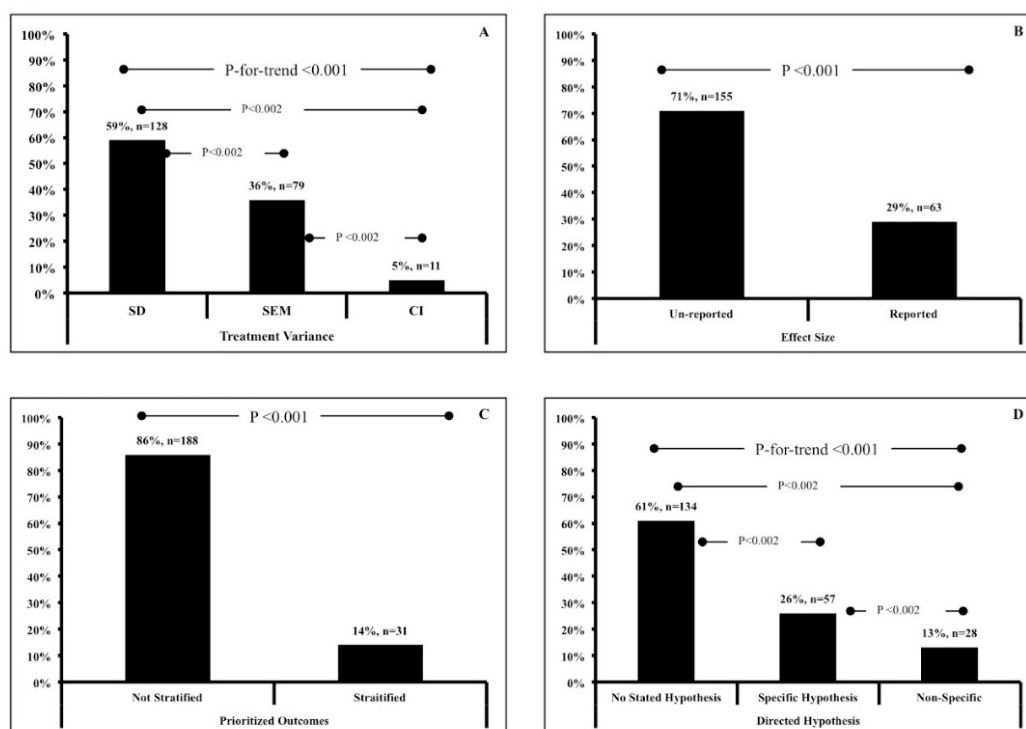 A
100%
90%
80%
70%
60%
50%
40%
30%
20%
10%
0%
P-for-trend <0.001
P<0.002
59%, n=128
P<0.002
36%, n=79
P <0.002
5%, n=11
SD SEM CI
Treatment Variance
B
100%
90%
80%
70%
60%
50%
40%
30%
20%
10%
0%
P <0.001
71%, n=155
29%, n=63
Un-reported Reported
Effect Size
C
100%
90%
80%
70%
60%
50%
40%
30%
20%
10%
0%
P <0.001
86%, n=188
14%, n=31
Not Stratified Straitified
Prioritized Outcomes
D
100%
90%
80%
70%
60%
50%
40%
30%
20%
10%
0%
P-for-trend <0.001
P<0.002
61%, n=134
P<0.002
26%, n=57
P <0.002
13%, n=28
No Stated Hypothesis Specific Hypothesis Non-Specific
Directed Hypothesis